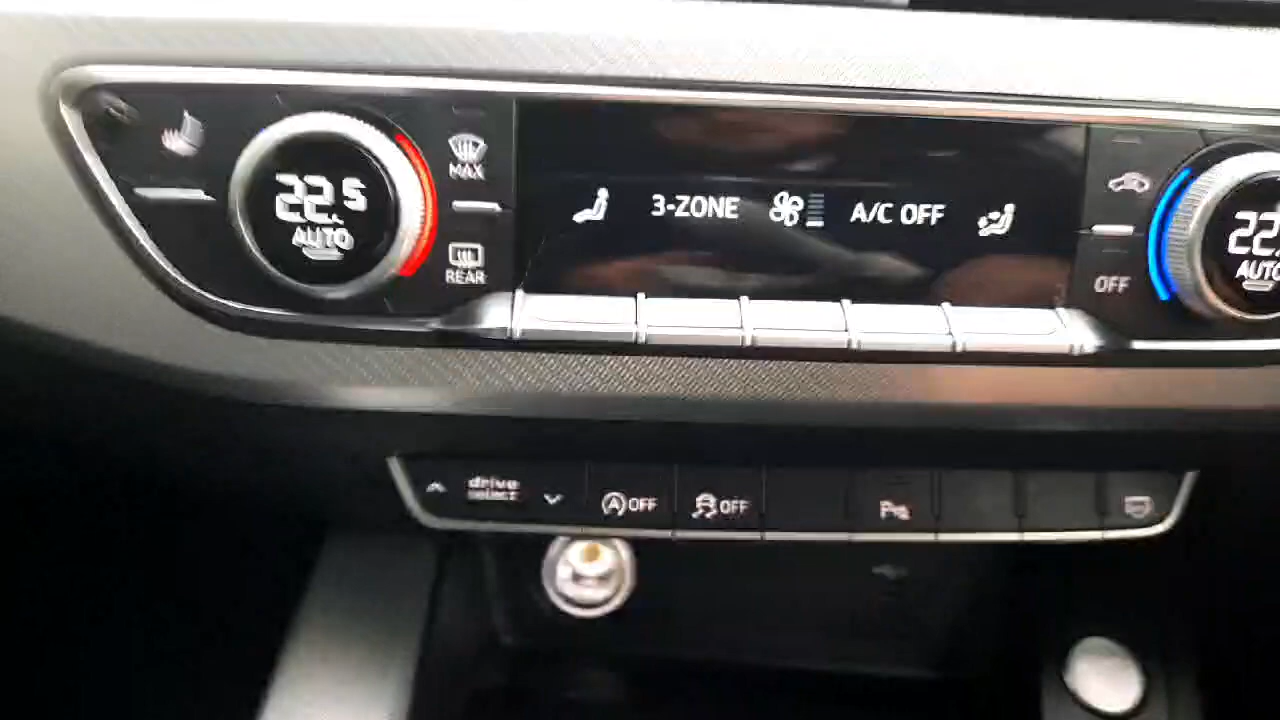 22.5
AUTO
MAX
REAR
3-ZONE
A/C OFF
OFF
22
AUTO
drive
select
A OFF
OFF